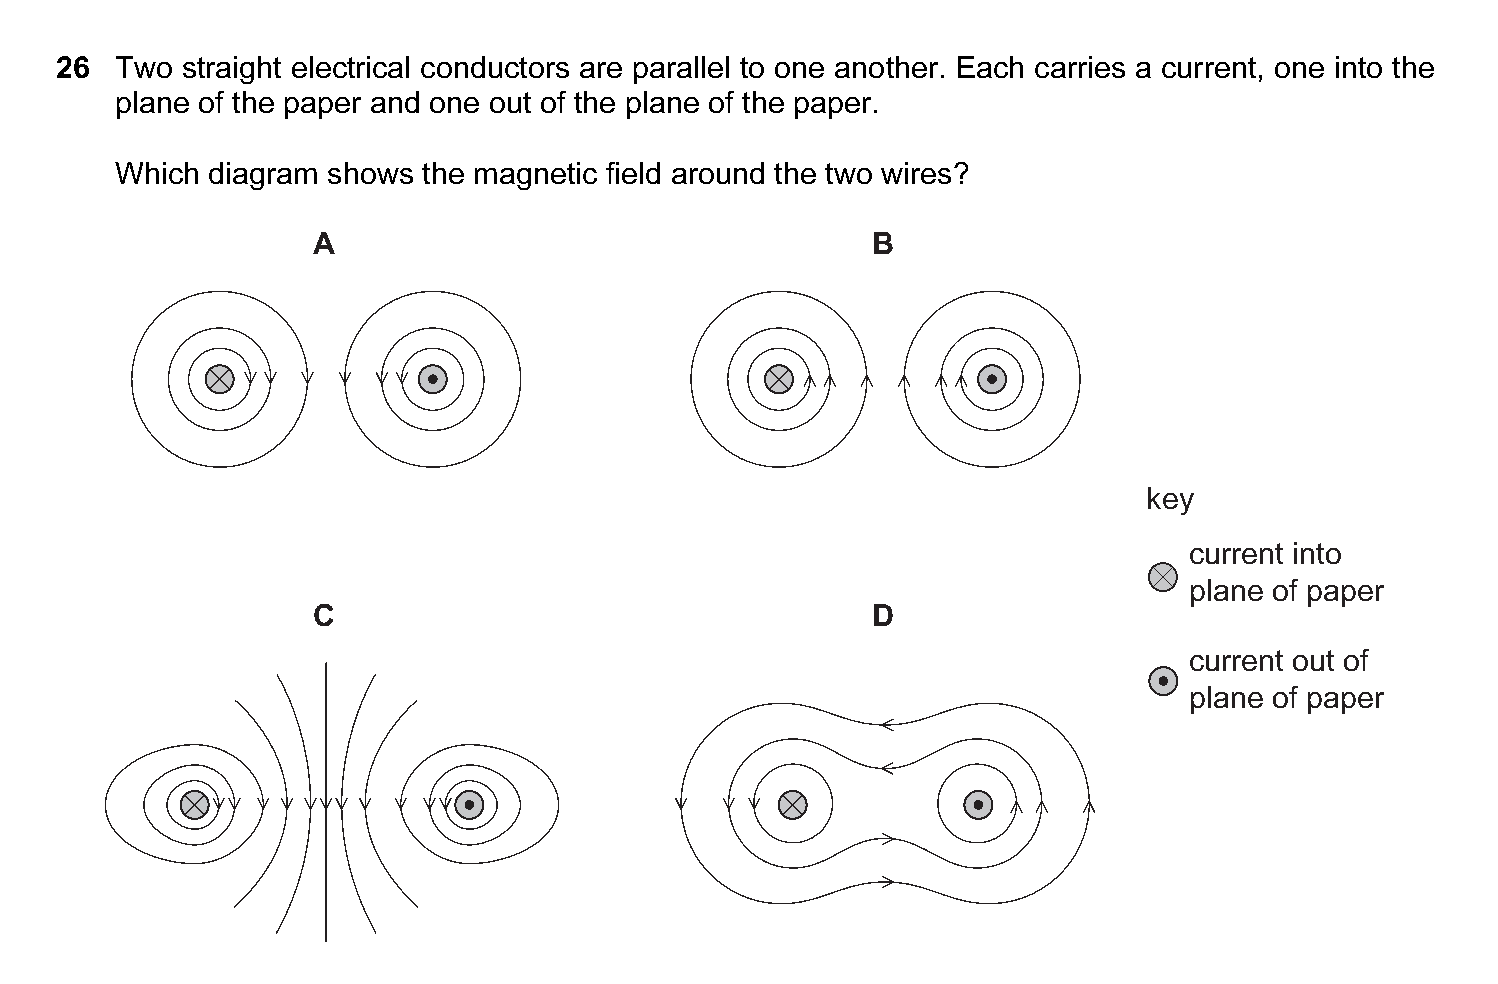 26 Two straight electrical conductors are parallel to one another. Each carries a current, one into the
plane of the paper and one out of the plane of the paper.
Which diagram shows the magnetic field around the two wires?
A
B
key
current into
plane of paper
C
D
current out of
plane of paper